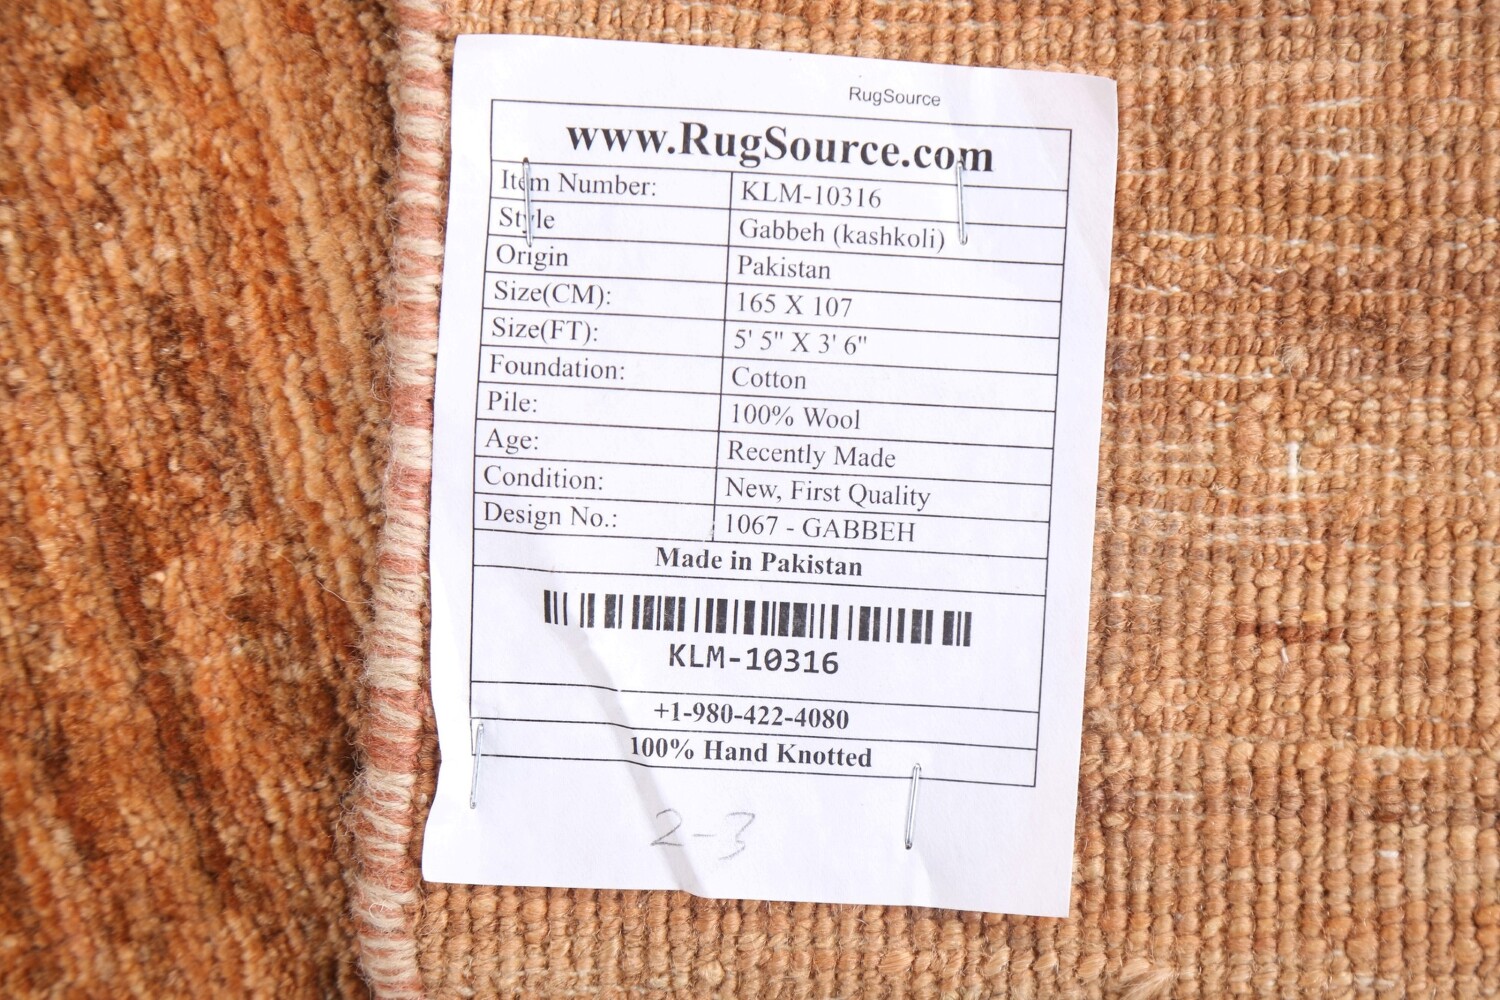 RugSource
www.RugSource.com
Item Number: KLM-10316
Style Gabbeh (kashkoli)
Origin Pakistan
Size(CM): 165 X 107
Size(FT): 5' 5" X 3' 6"
Foundation: Cotton
Pile: 100% Wool
Age: Recently Made
Condition: New, First Quality
Design No.: 1067 - GABBEH
Made in Pakistan
KLM-10316
+1-980-422-4080
100% Hand Knotted
2-3